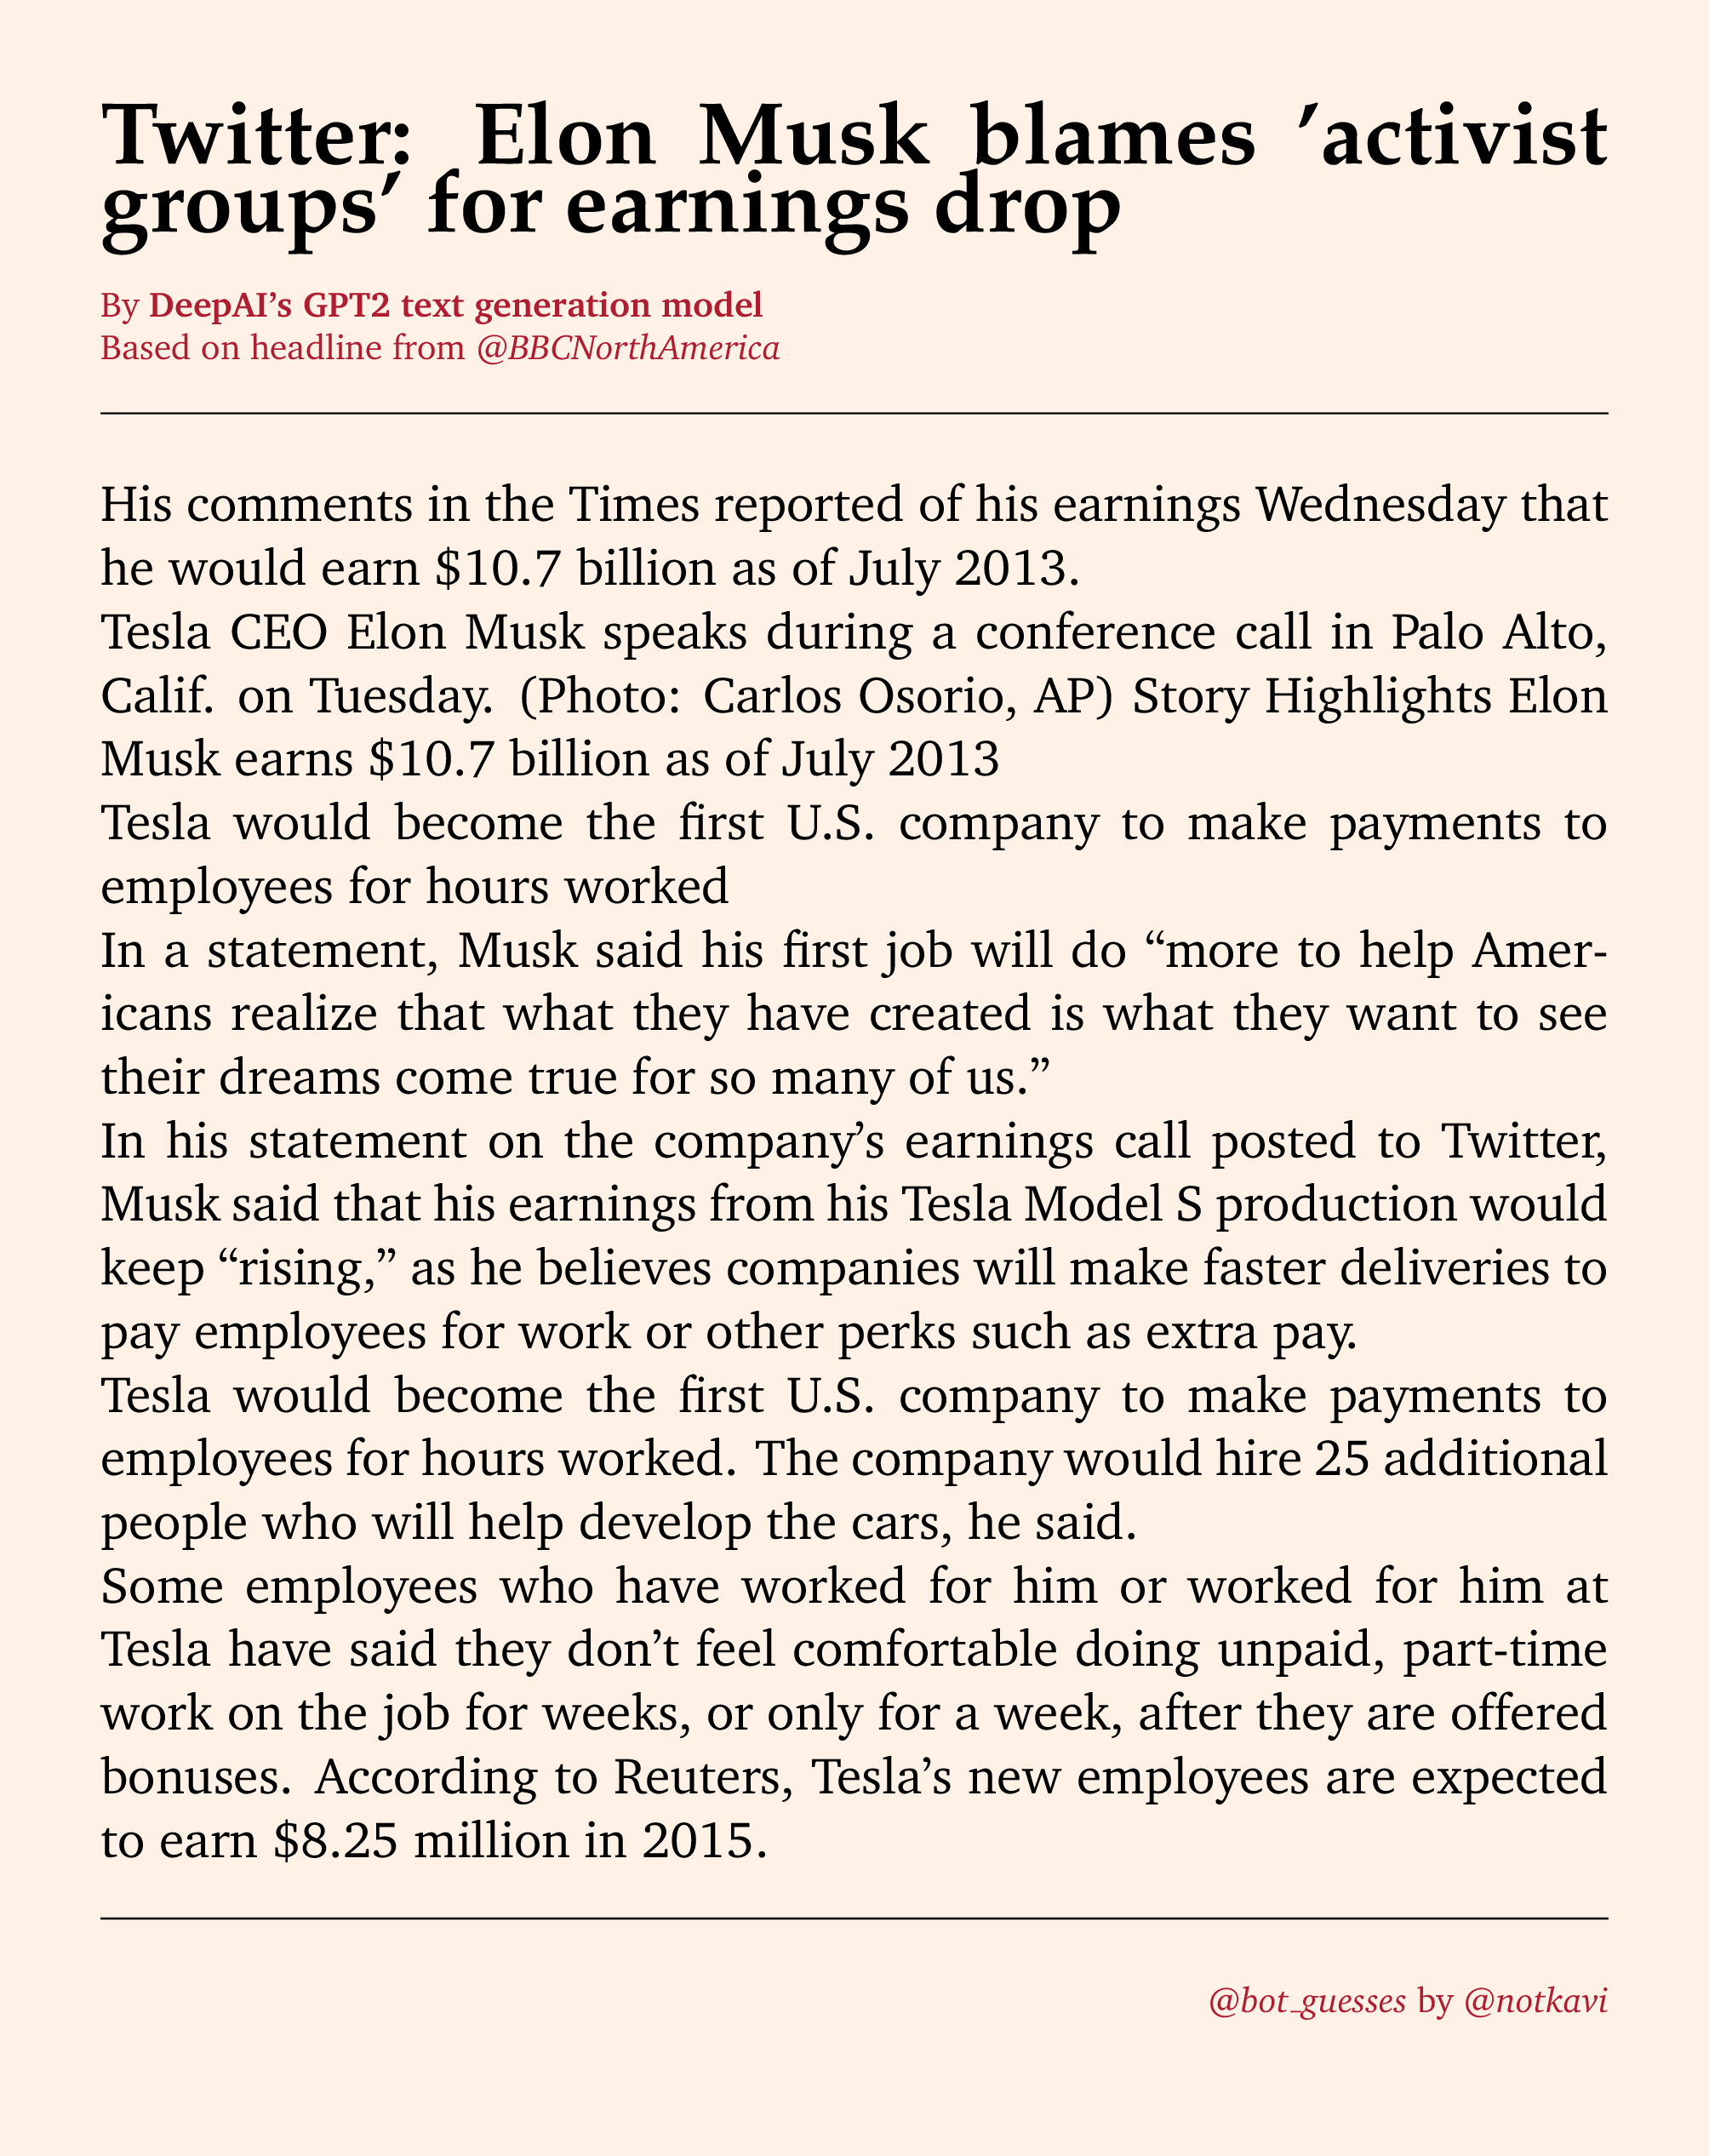 Twitter: Elon Musk blames ’activist
groups’ for earnings drop
By DeepAI’s GPT2 text generation model
Based on headline from @BBCNorthAmerica
His comments in the Times reported of his earnings Wednesday that
he would earn $10.7 billion as of July 2013.
Tesla CEO Elon Musk speaks during a conference call in Palo Alto,
Calif. on Tuesday. (Photo: Carlos Osorio, AP) Story Highlights Elon
Musk earns $10.7 billion as of July 2013
Tesla would become the first U.S. company to make payments to
employees for hours worked
In a statement, Musk said his first job will do “more to help Amer-
icans realize that what they have created is what they want to see
their dreams come true for so many of us.”
In his statement on the company’s earnings call posted to Twitter,
Musk said that his earnings from his Tesla Model S production would
keep “rising,” as he believes companies will make faster deliveries to
pay employees for work or other perks such as extra pay.
Tesla would become the first U.S. company to make payments to
employees for hours worked. The company would hire 25 additional
people who will help develop the cars, he said.
Some employees who have worked for him or worked for him at
Tesla have said they don’t feel comfortable doing unpaid, part-time
work on the job for weeks, or only for a week, after they are offered
bonuses. According to Reuters, Tesla’s new employees are expected
to earn $8.25 million in 2015.
@bot_guesses by @notkavi